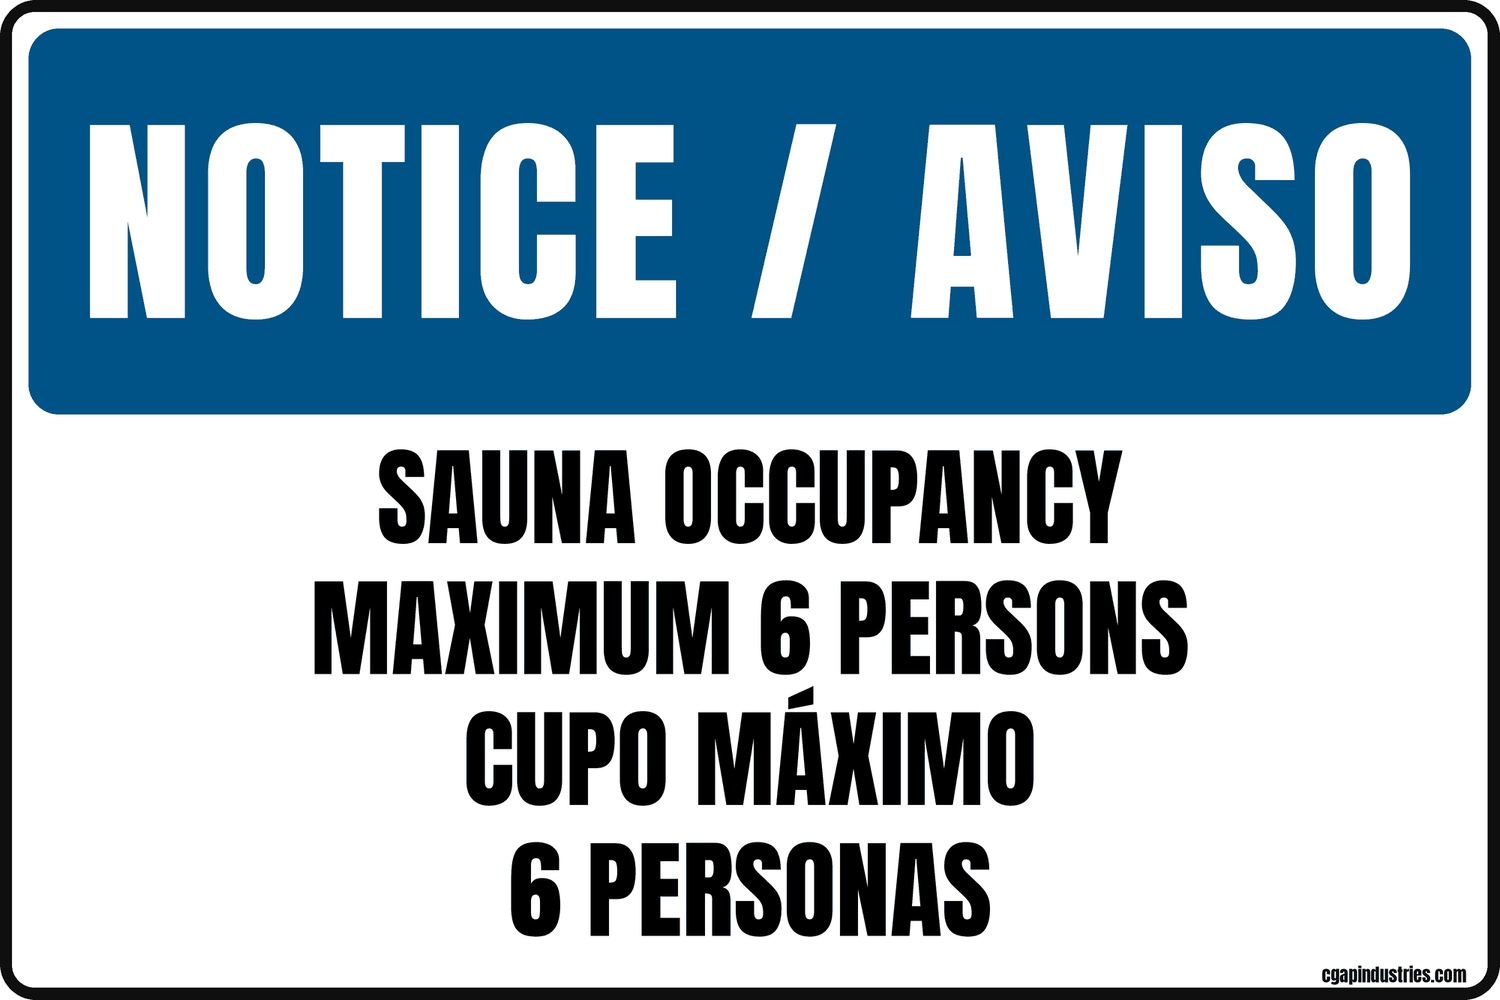 NOTICE / AVISO
SAUNA OCCUPANCY
MAXIMUM 6 PERSONS
CUPO MÁXIMO
6 PERSONAS
cgapindustries.com